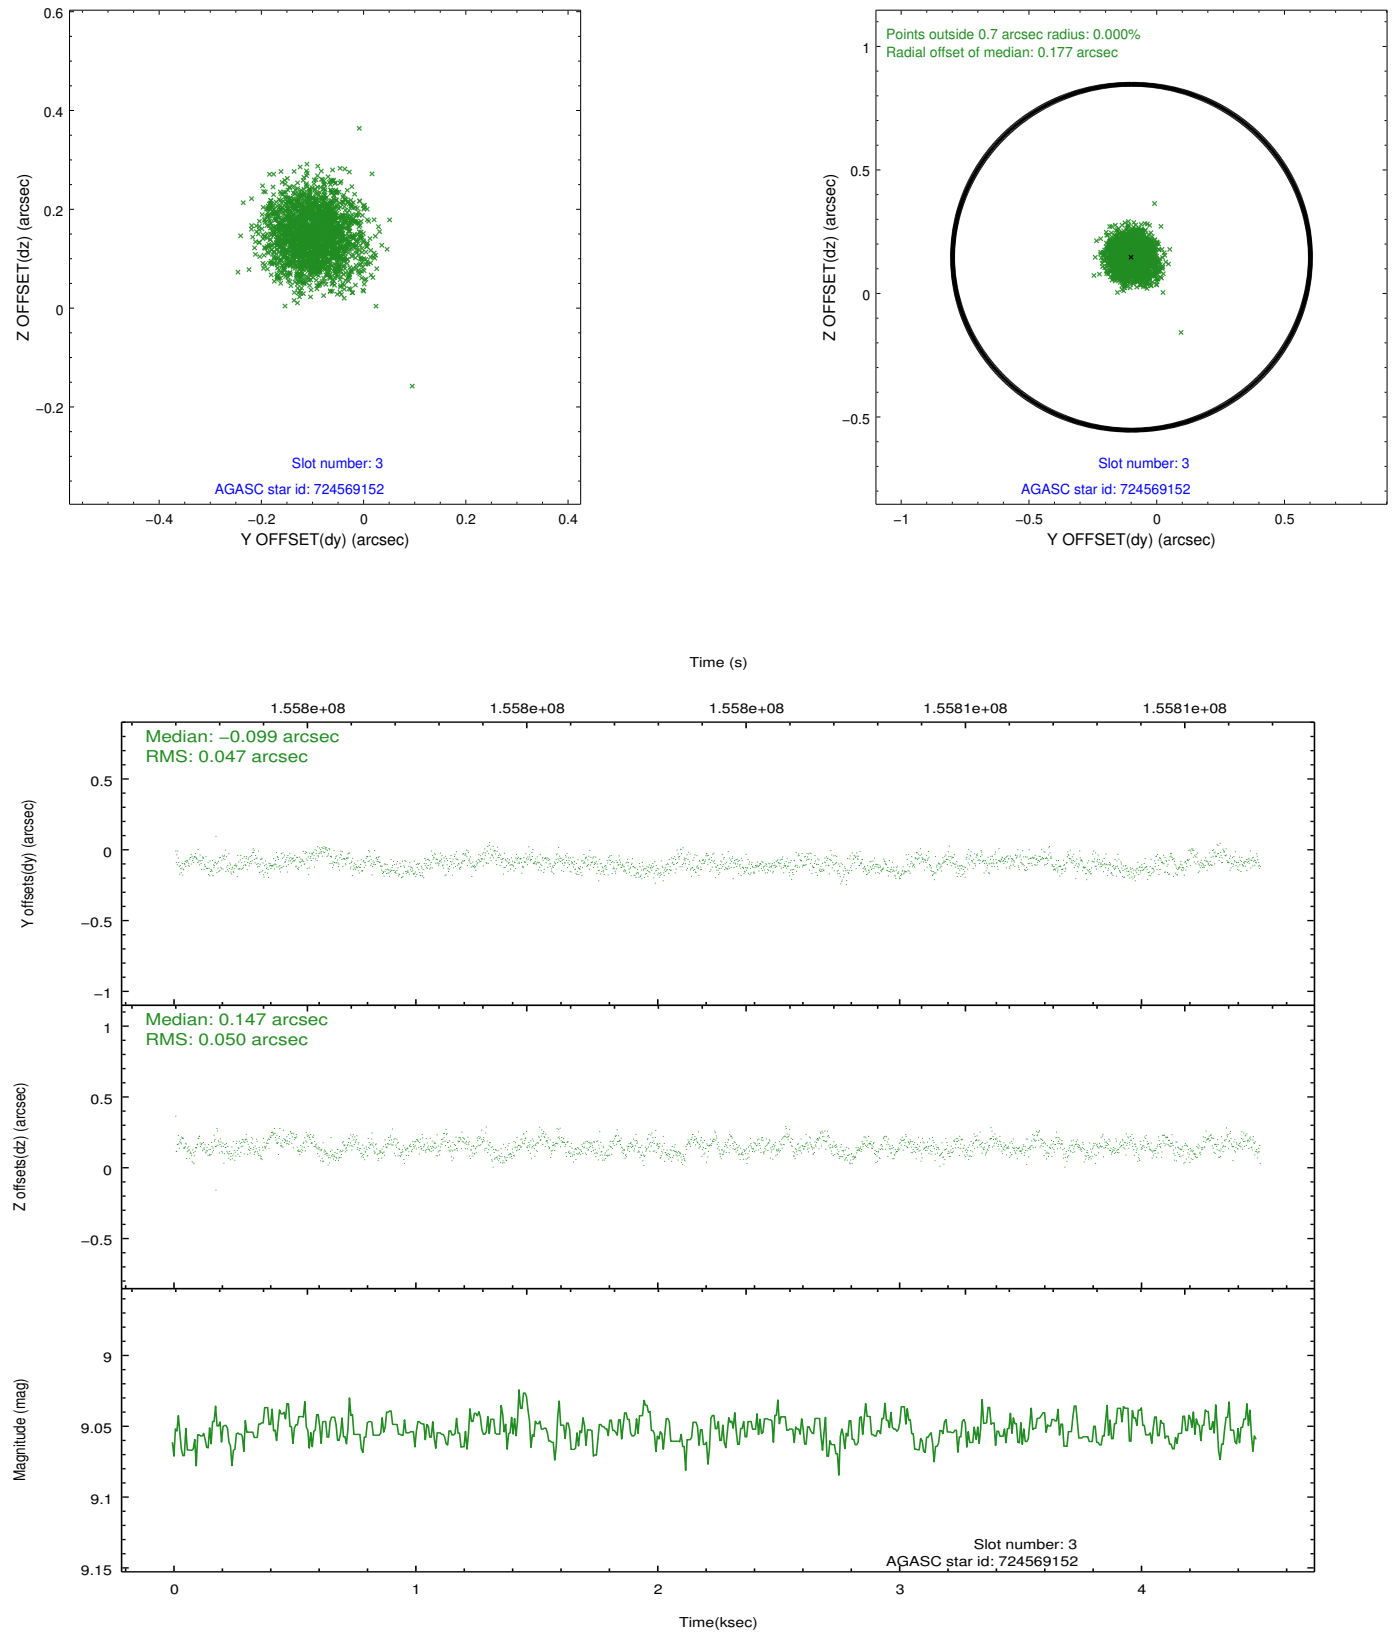 0.6
0.4
0.2
0
−0.2
Z OFFSET(dz) (arcsec)
Slot number: 3
AGASC star id: 724569152
−0.4 −0.2 0 0.2 0.4
Y OFFSET(dy) (arcsec)
Points outside 0.7 arcsec radius: 0.000%
Radial offset of median: 0.177 arcsec
1
0.5
0
−0.5
Z OFFSET(dz) (arcsec)
Slot number: 3
AGASC star id: 724569152
−1 −0.5 0 0.5
Y OFFSET(dy) (arcsec)
Time (s)
1.558e+08 1.558e+08 1.558e+08 1.5581e+08 1.5581e+08
Median: −0.099 arcsec
RMS: 0.047 arcsec
0.5
0
−0.5
−1
Y offsets(dy) (arcsec)
Median: 0.147 arcsec
RMS: 0.050 arcsec
1
0.5
0
−0.5
Z offsets(dz) (arcsec)
9
9.05
9.1
9.15
Magnitude (mag)
Slot number: 3
AGASC star id: 724569152
0 1 2 3 4
Time(ksec)